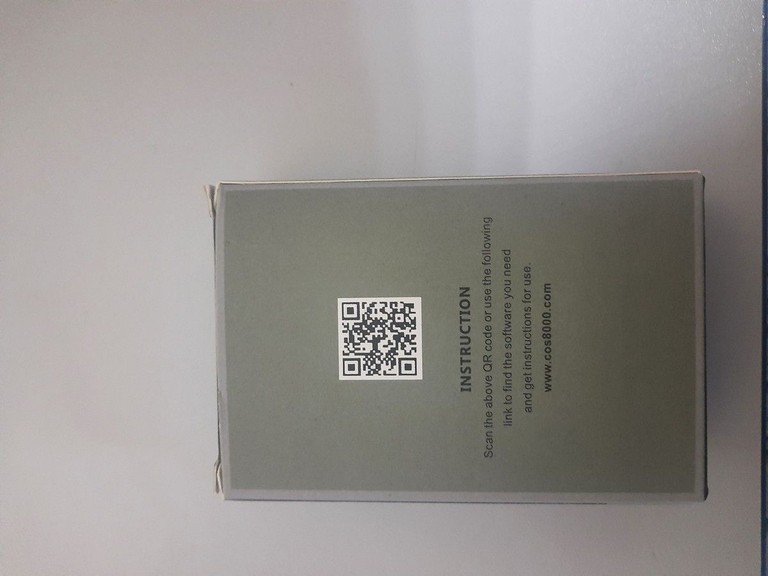 INSTRUCTION
Scan the above QR code or use the following
link to find the software you need
and get instructions for use.
www.cos8000.com